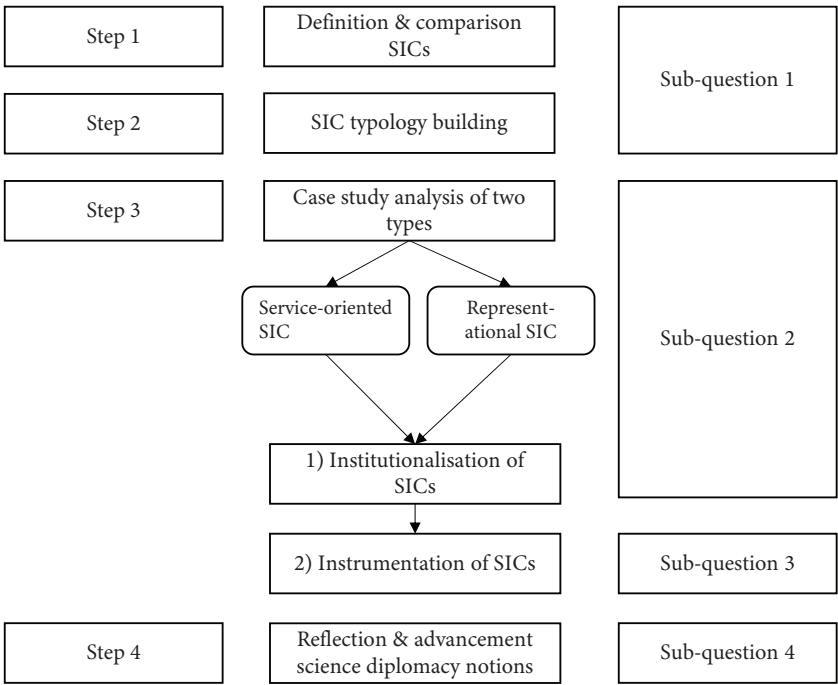 Step 1
Definition & comparison
SICs
Sub-question 1
Step 2
SIC typology building
Step 3
Case study analysis of two
types
Service-oriented
SIC
Represent-
ational SIC
Sub-question 2
1) Institutionalisation of
SICs
2) Instrumentation of SICs
Sub-question 3
Step 4
Reflection & advancement
science diplomacy notions
Sub-question 4